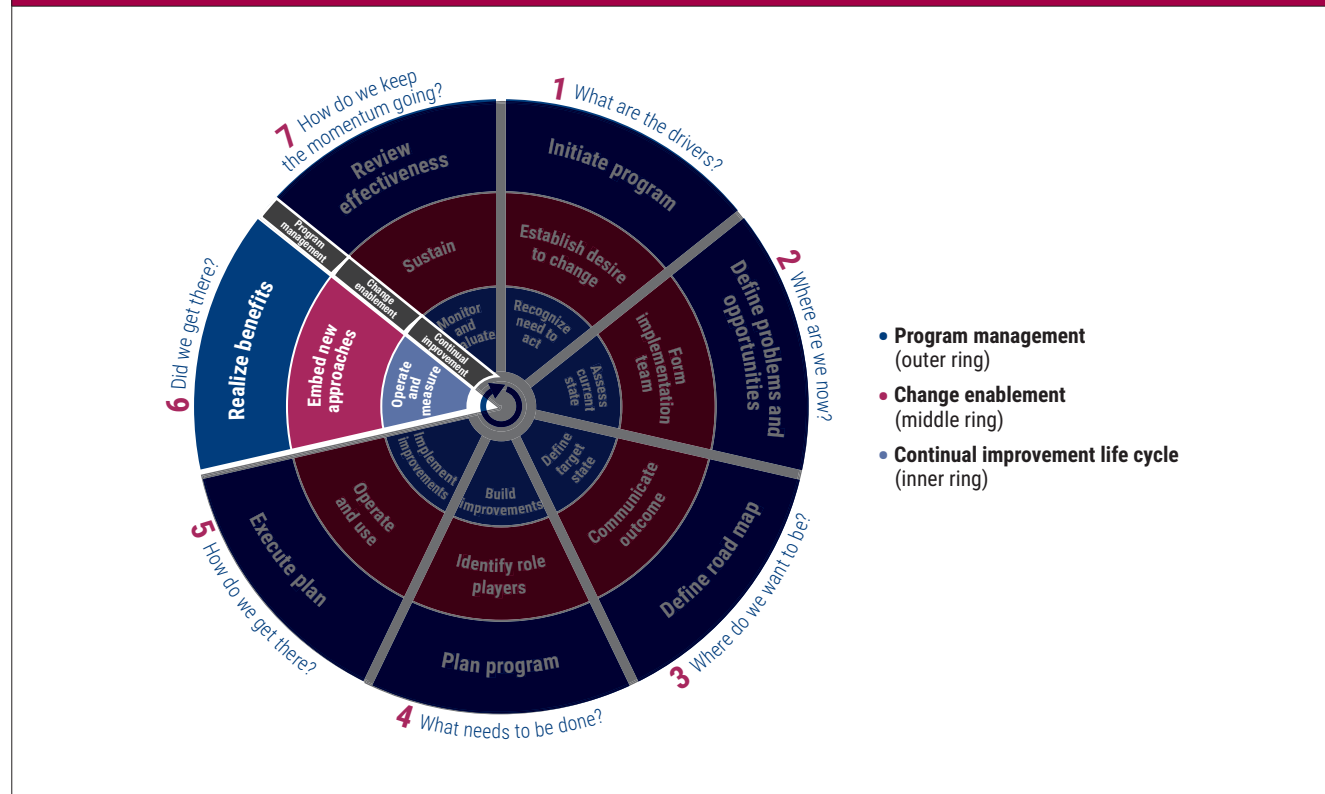 1 What are the drivers?
Initiate program
Establish desire
to change
Recognize
need to
act
2 Where are we now?
Define problems and
opportunities
Form
implementation
team
Assess
current
state
3 Where do we want to be?
Define road map
Communicate
outcome
Define
target
state
4 What needs to be done?
Plan program
Identify role
players
Build
improvements
5 How do we get there?
Execute plan
Operate
and use
Implement
improvements
6 Did we get there?
Realize benefits
Embed new
approaches
Operate
and
measure
7 How do we keep
the momentum going?
Review
effectiveness
Sustain
Monitor
and
Program
management
Change
enablement
Continual
improvement
• Program management
(outer ring)
• Change enablement
(middle ring)
• Continual improvement life cycle
(inner ring)